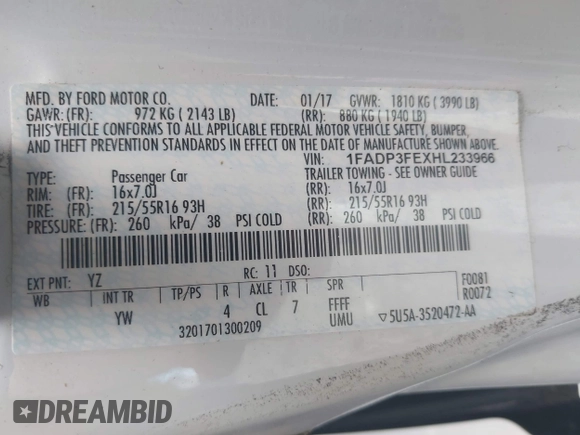 MFD. BY FORD MOTOR CO. DATE: 01/17 GVWR: 1810 KG ( 3990 LB)
GAWR: (FR): 972 KG ( 2143 LB) (RR): 880 KG ( 1940 LB)
THIS VEHICLE CONFORMS TO ALL APPLICABLE FEDERAL MOTOR VEHICLE SAFETY, BUMPER,
AND THEFT PREVENTION STANDARDS IN EFFECT ON THE DATE OF MANUFACTURE SHOWN ABOVE.
VIN: 1FADP3FEXHL233966
TYPE: Passenger Car TRAILER TOWING - SEE OWNER GUIDE
RIM: (FR): 16x7.0J (RR): 16x7.0J
TIRE: (FR): 215/55R16 93H (RR): 215/55R16 93H
PRESSURE: (FR): 260 kPa/ 38 PSI COLD (RR): 260 kPa/ 38 PSI COLD
EXT PNT: YZ RC: 11 DSO: F0081
WB INT TR TP/PS R AXLE TR SPR R0072
YW 4 CL 7 FFFF
UMU
3201701300209 ▽5U5A-3520472-AA
DREAMBID